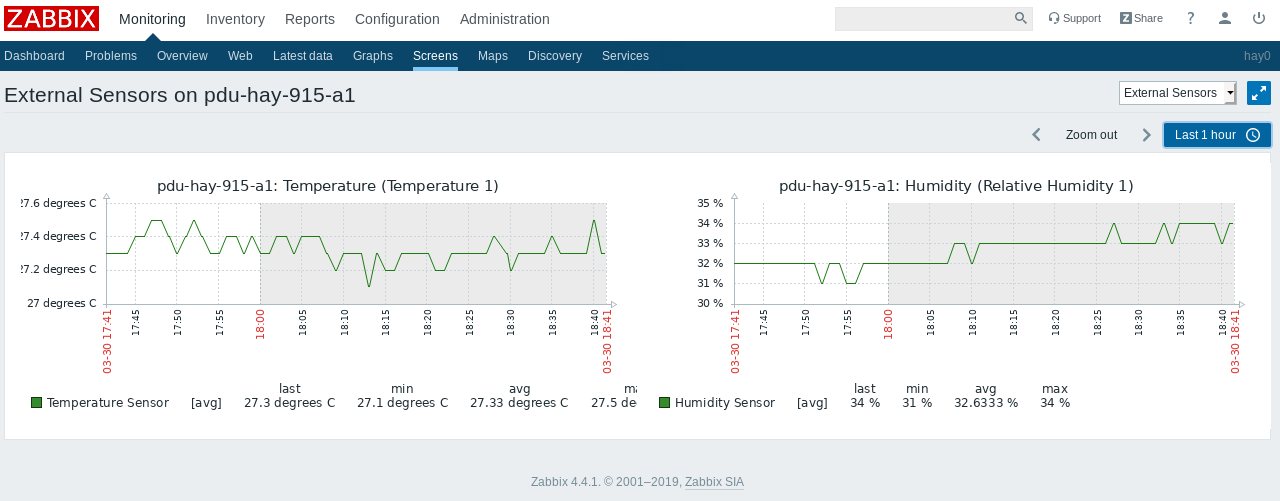 ZABBIX Monitoring Inventory Reports Configuration Administration Support Z Share ?
Dashboard Problems Overview Web Latest data Graphs Screens Maps Discovery Services hay0
External Sensors on pdu-hay-915-a1 External Sensors
Zoom out Last 1 hour
pdu-hay-915-a1: Temperature (Temperature 1)
27.6 degrees C
27.4 degrees C
27.2 degrees C
27 degrees C
03-30 17:41 17:45 17:50 17:55 18:00 18:05 18:10 18:15 18:20 18:25 18:30 18:35 18:40 03-30 18:41
last min avg ma
Temperature Sensor [avg] 27.3 degrees C 27.1 degrees C 27.33 degrees C 27.5 de
pdu-hay-915-a1: Humidity (Relative Humidity 1)
35 %
34 %
33 %
32 %
31 %
30 %
03-30 17:41 17:45 17:50 17:55 18:00 18:05 18:10 18:15 18:20 18:25 18:30 18:35 18:40 03-30 18:41
last min avg max
Humidity Sensor [avg] 34 % 31 % 32.6333 % 34 %
Zabbix 4.4.1. © 2001–2019, Zabbix SIA